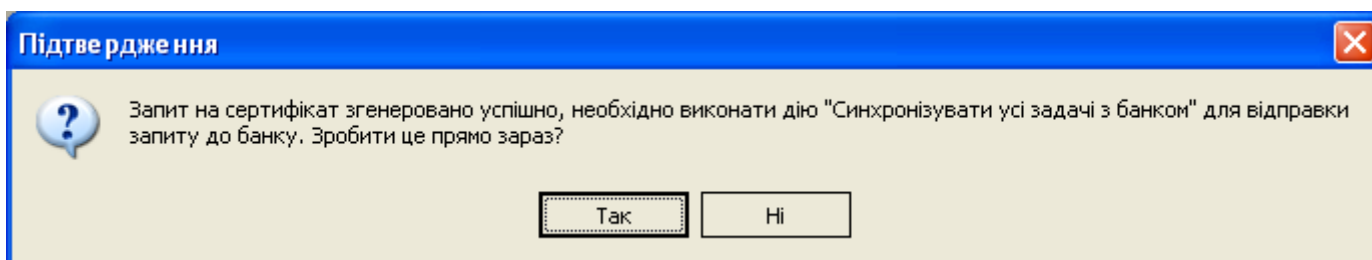 Підтвердження
Запит на сертифікат згенеровано успішно, необхідно виконати дію "Синхронізувати усі задачі з банком" для відправки
запиту до банку. Зробити це прямо зараз?
Так
Ні